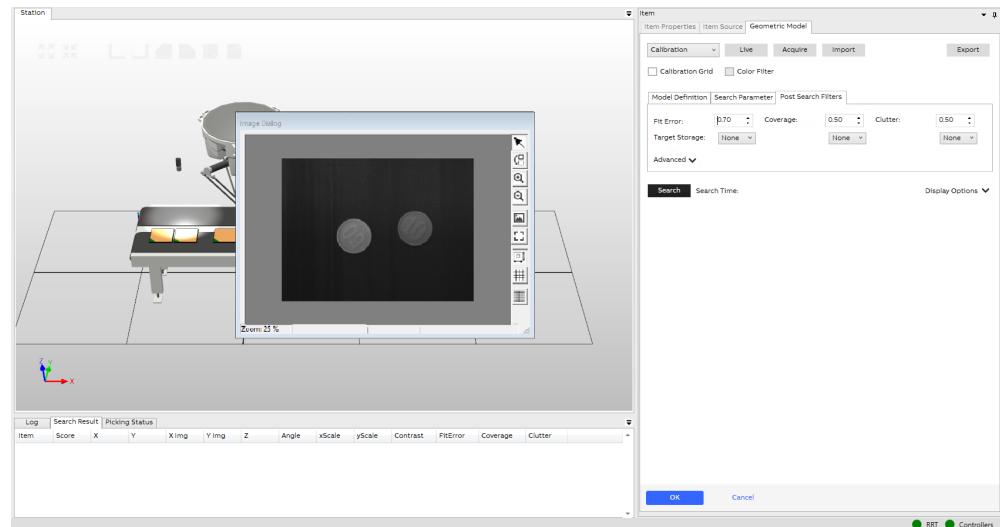 Station
Item
Item Properties Item Source Geometric Model
Calibration Live Acquire Import Export
Calibration Grid Color Filter
Model Definition Search Parameter Post Search Filters
Fit Error: 0.70 Coverage: 0.50 Clutter: 0.50
Target Storage: None None None
Advanced
Search Search Time: Display Options
Image Dialog
Zoom: 25 %
Z Y
X
Log Search Result Picking Status
Item Score X Y X Img Y Img Z Angle xScale yScale Contrast FitError Coverage Clutter
OK Cancel
RRT Controllers